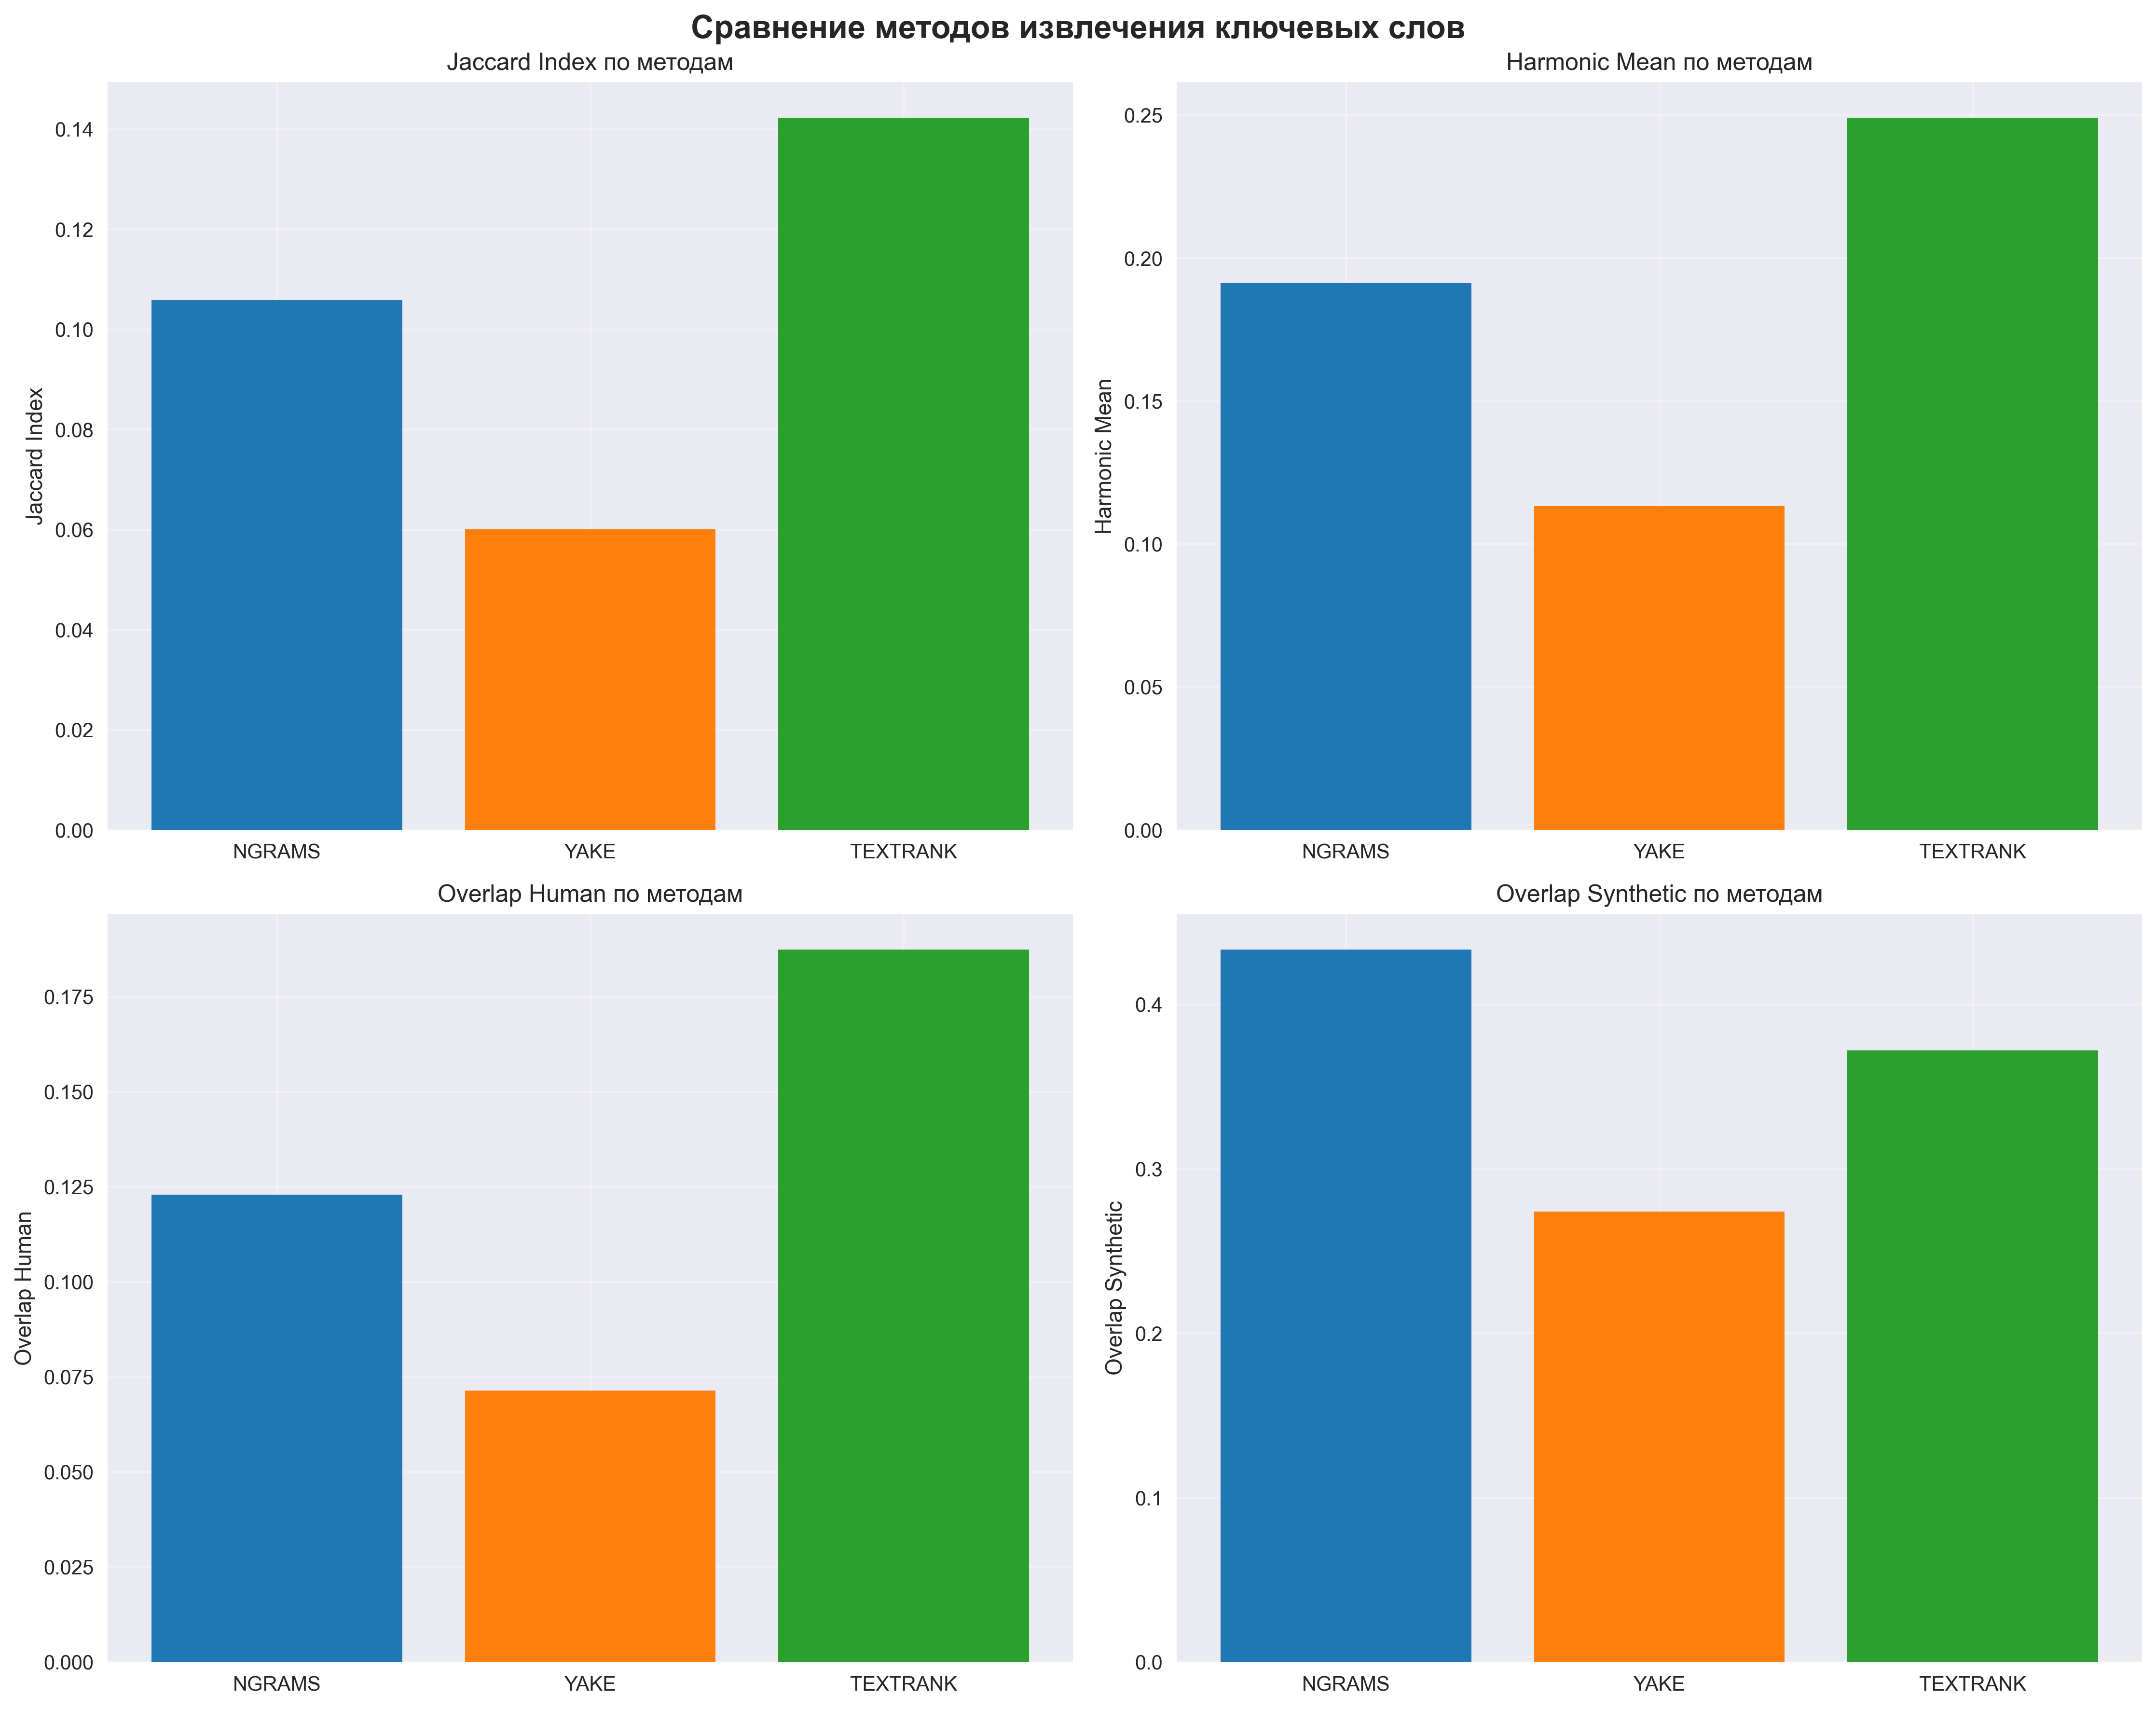 Сравнение методов извлечения ключевых слов
Jaccard Index по методам
Jaccard Index
0.14
0.12
0.10
0.08
0.06
0.04
0.02
0.00
NGRAMS YAKE TEXTRANK
Harmonic Mean по методам
Harmonic Mean
0.25
0.20
0.15
0.10
0.05
0.00
NGRAMS YAKE TEXTRANK
Overlap Human по методам
Overlap Human
0.175
0.150
0.125
0.100
0.075
0.050
0.025
0.000
NGRAMS YAKE TEXTRANK
Overlap Synthetic по методам
Overlap Synthetic
0.4
0.3
0.2
0.1
0.0
NGRAMS YAKE TEXTRANK